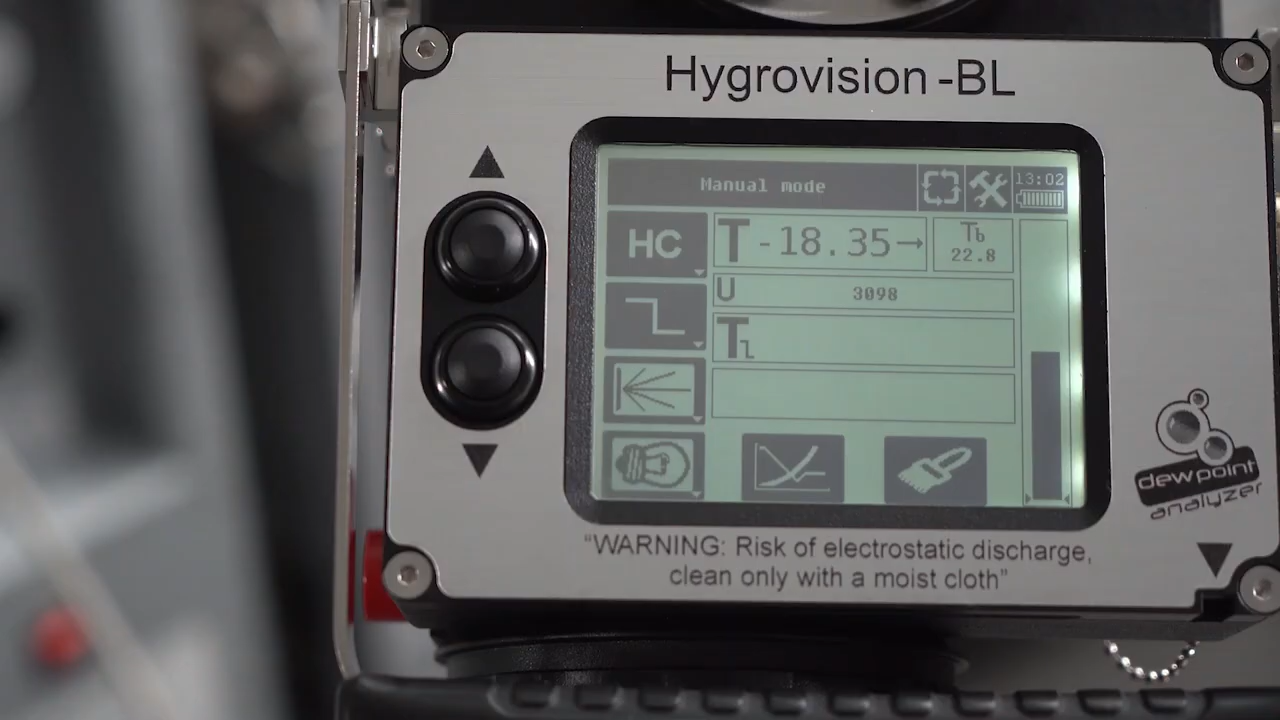 Hygrovision-BL
Manual mode
13:02
HC
T -18.35→
Tb
22.8
U 3098
T
dew point
analyzer
“WARNING: Risk of electrostatic discharge,
clean only with a moist cloth”